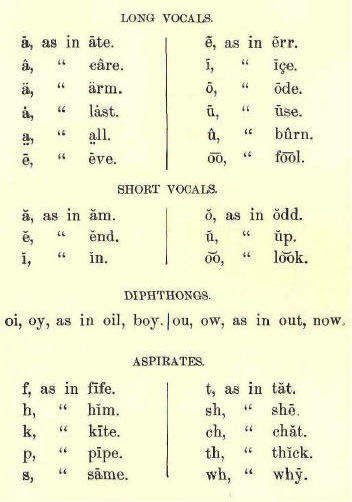 LONG VOCALS.
ā, as in āte.
â, “ câre.
ä, “ ärm.
ȧ, “ lȧst.
a̤, “ a̤ll.
ē, “ ēve.
ẽ, as in ẽrr.
ī, “ īçe.
ō, “ ōde.
ū, “ ūse.
û, “ bûrn.
o͞o, “ fo͞ol.
SHORT VOCALS.
ă, as in ăm.
ĕ, “ ĕnd.
ĭ, “ ĭn.
ŏ, as in ŏdd.
ŭ, “ ŭp.
o͝o, “ lo͝ok.
DIPHTHONGS.
oi, oy, as in oil, boy. | ou, ow, as in out, now.
ASPIRATES.
f, as in fīfe.
h, “ hĭm.
k, “ kīte.
p, “ pīpe.
s, “ sāme.
t, as in tăt.
sh, “ shē.
ch, “ chăt.
th, “ thĭck.
wh, “ whȳ.